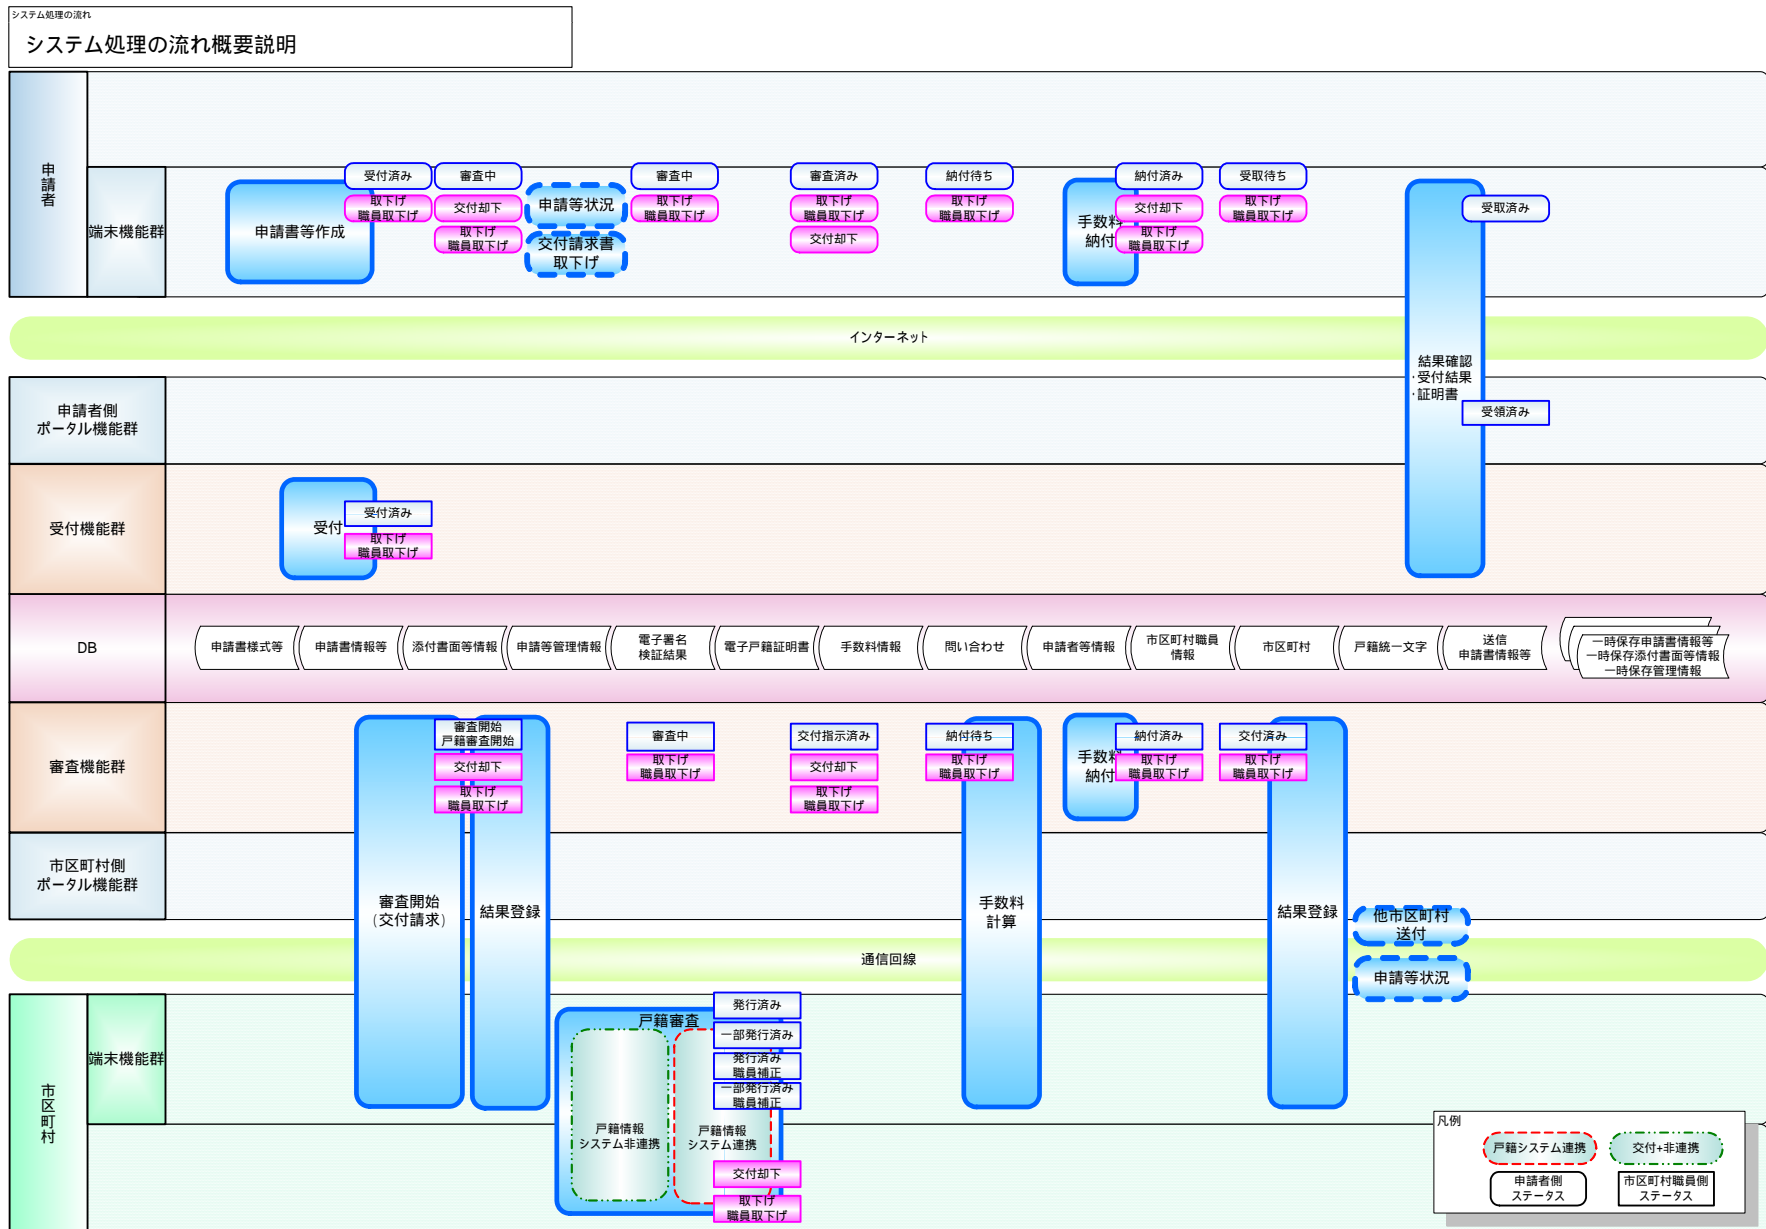 システム処理の流れ
システム処理の流れ概要説明
申請者
端末機能群
申請書等作成
受付済み
取下げ
職員取下げ
審査中
交付却下
取下げ
職員取下げ
申請等状況
交付請求書
取下げ
審査中
取下げ
職員取下げ
審査済み
取下げ
職員取下げ
交付却下
納付待ち
取下げ
職員取下げ
手数料
納付
納付済み
交付却下
取下げ
職員取下げ
受取待ち
取下げ
職員取下げ
受取済み
インターネット
結果確認
・受付結果
・証明書
受領済み
申請者側
ポータル機能群
受付機能群
受付
受付済み
取下げ
職員取下げ
DB
申請書様式等
申請書情報等
添付書面等情報
申請等管理情報
電子署名
検証結果
電子戸籍証明書
手数料情報
問い合わせ
申請者等情報
市区町村職員
情報
市区町村
戸籍統一文字
送信
申請書情報等
一時保存申請書情報等
一時保存添付書面等情報
一時保存管理情報
審査機能群
審査開始
戸籍審査開始
交付却下
取下げ
職員取下げ
審査中
取下げ
職員取下げ
交付指示済み
交付却下
取下げ
職員取下げ
納付待ち
取下げ
職員取下げ
手数料
納付
納付済み
取下げ
職員取下げ
交付済み
取下げ
職員取下げ
市区町村側
ポータル機能群
審査開始
（交付請求）
結果登録
手数料
計算
結果登録
他市区町村
送付
通信回線
申請等状況
市区町村
端末機能群
戸籍審査
発行済み
一部発行済み
発行済み
職員補正
一部発行済み
職員補正
戸籍情報
システム非連携
戸籍情報
システム連携
交付却下
取下げ
職員取下げ
凡例
戸籍システム連携
交付+非連携
申請者側
ステータス
市区町村職員側
ステータス